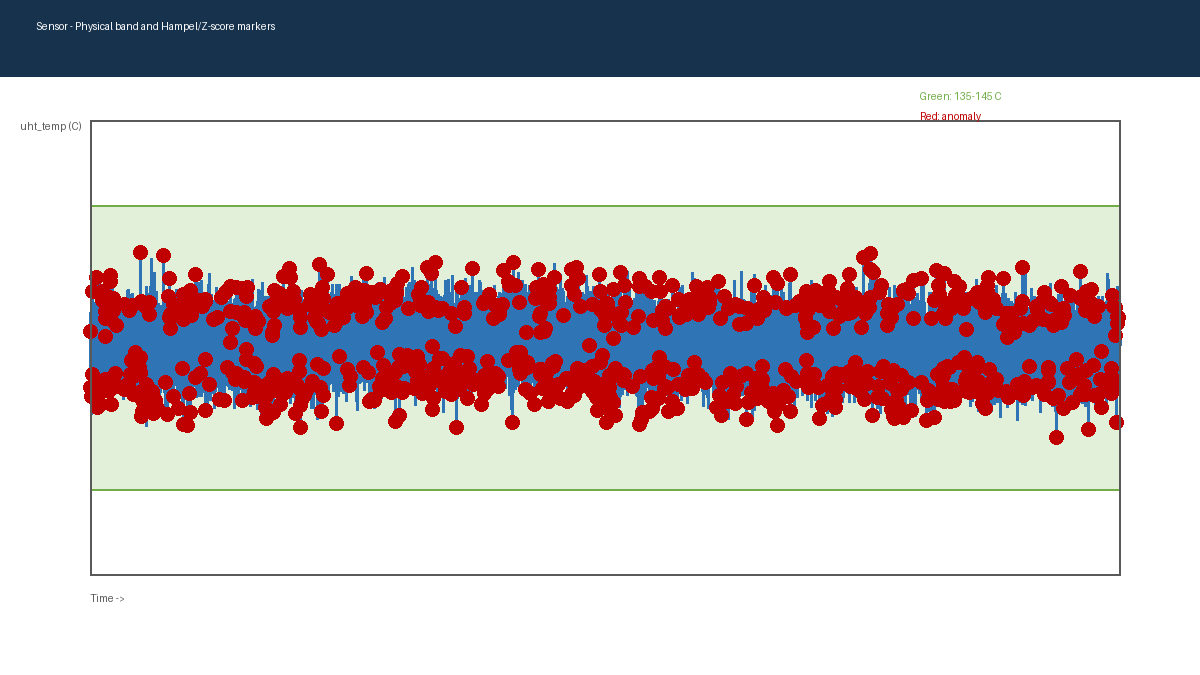 Sensor - Physical band and Hampel/Z-score markers
Green: 135-145 C
Red: anomaly
uht_temp (C)
Time ->